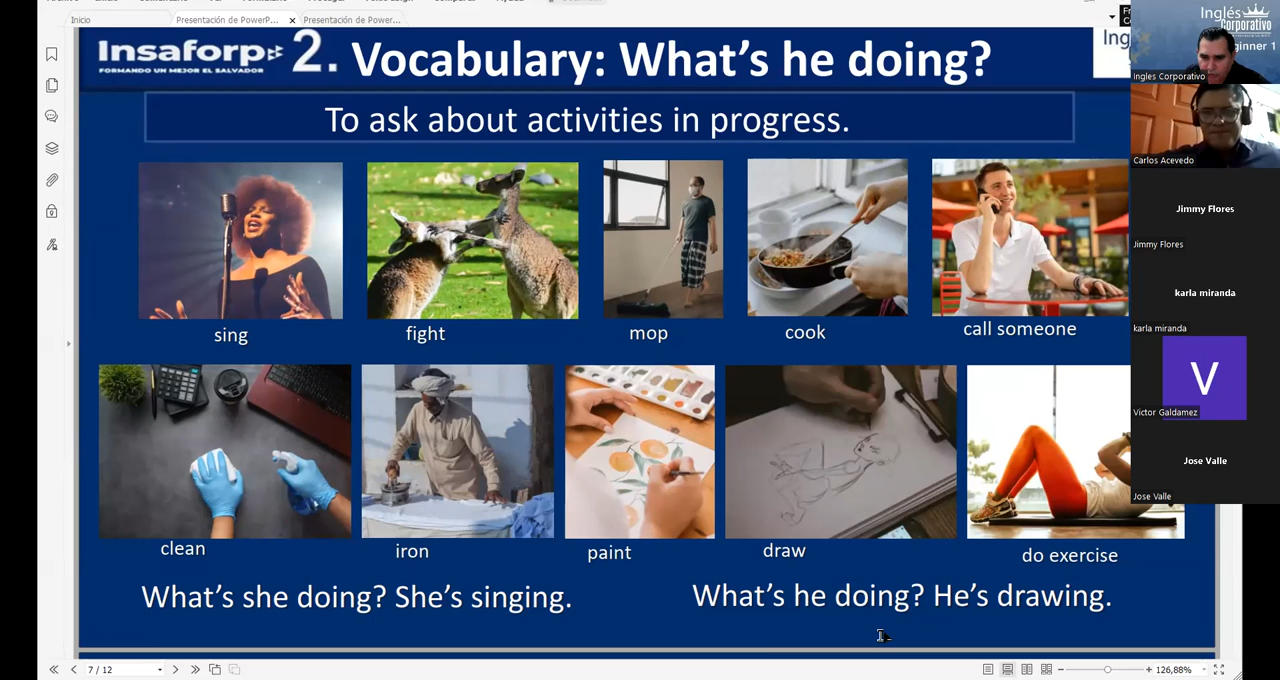 Inicio
Presentación de PowerP...
Presentación de Power...
Insaforp
FORMANDO UN MEJOR EL SALVADOR
2. Vocabulary: What's he doing?
To ask about activities in progress.
sing
fight
mop
cook
call someone
clean
iron
paint
draw
do exercise
What's she doing? She's singing.
What's he doing? He's drawing.
7 / 12
126,88%
Ing
Inglés
Corporativo
ginner 1
Ingles Corporativo
Carlos Acevedo
Jimmy Flores
Jimmy Flores
karla miranda
karla miranda
V
Victor Galdamez
Jose Valle
Jose Valle